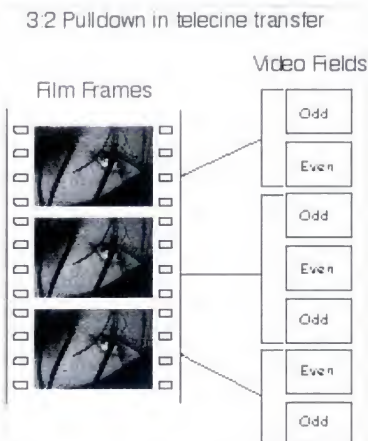 3:2 Pulldown in telecine transfer
Video Fields
Film Frames
Odd
Even
Odd
Even
Odd
Even
Odd